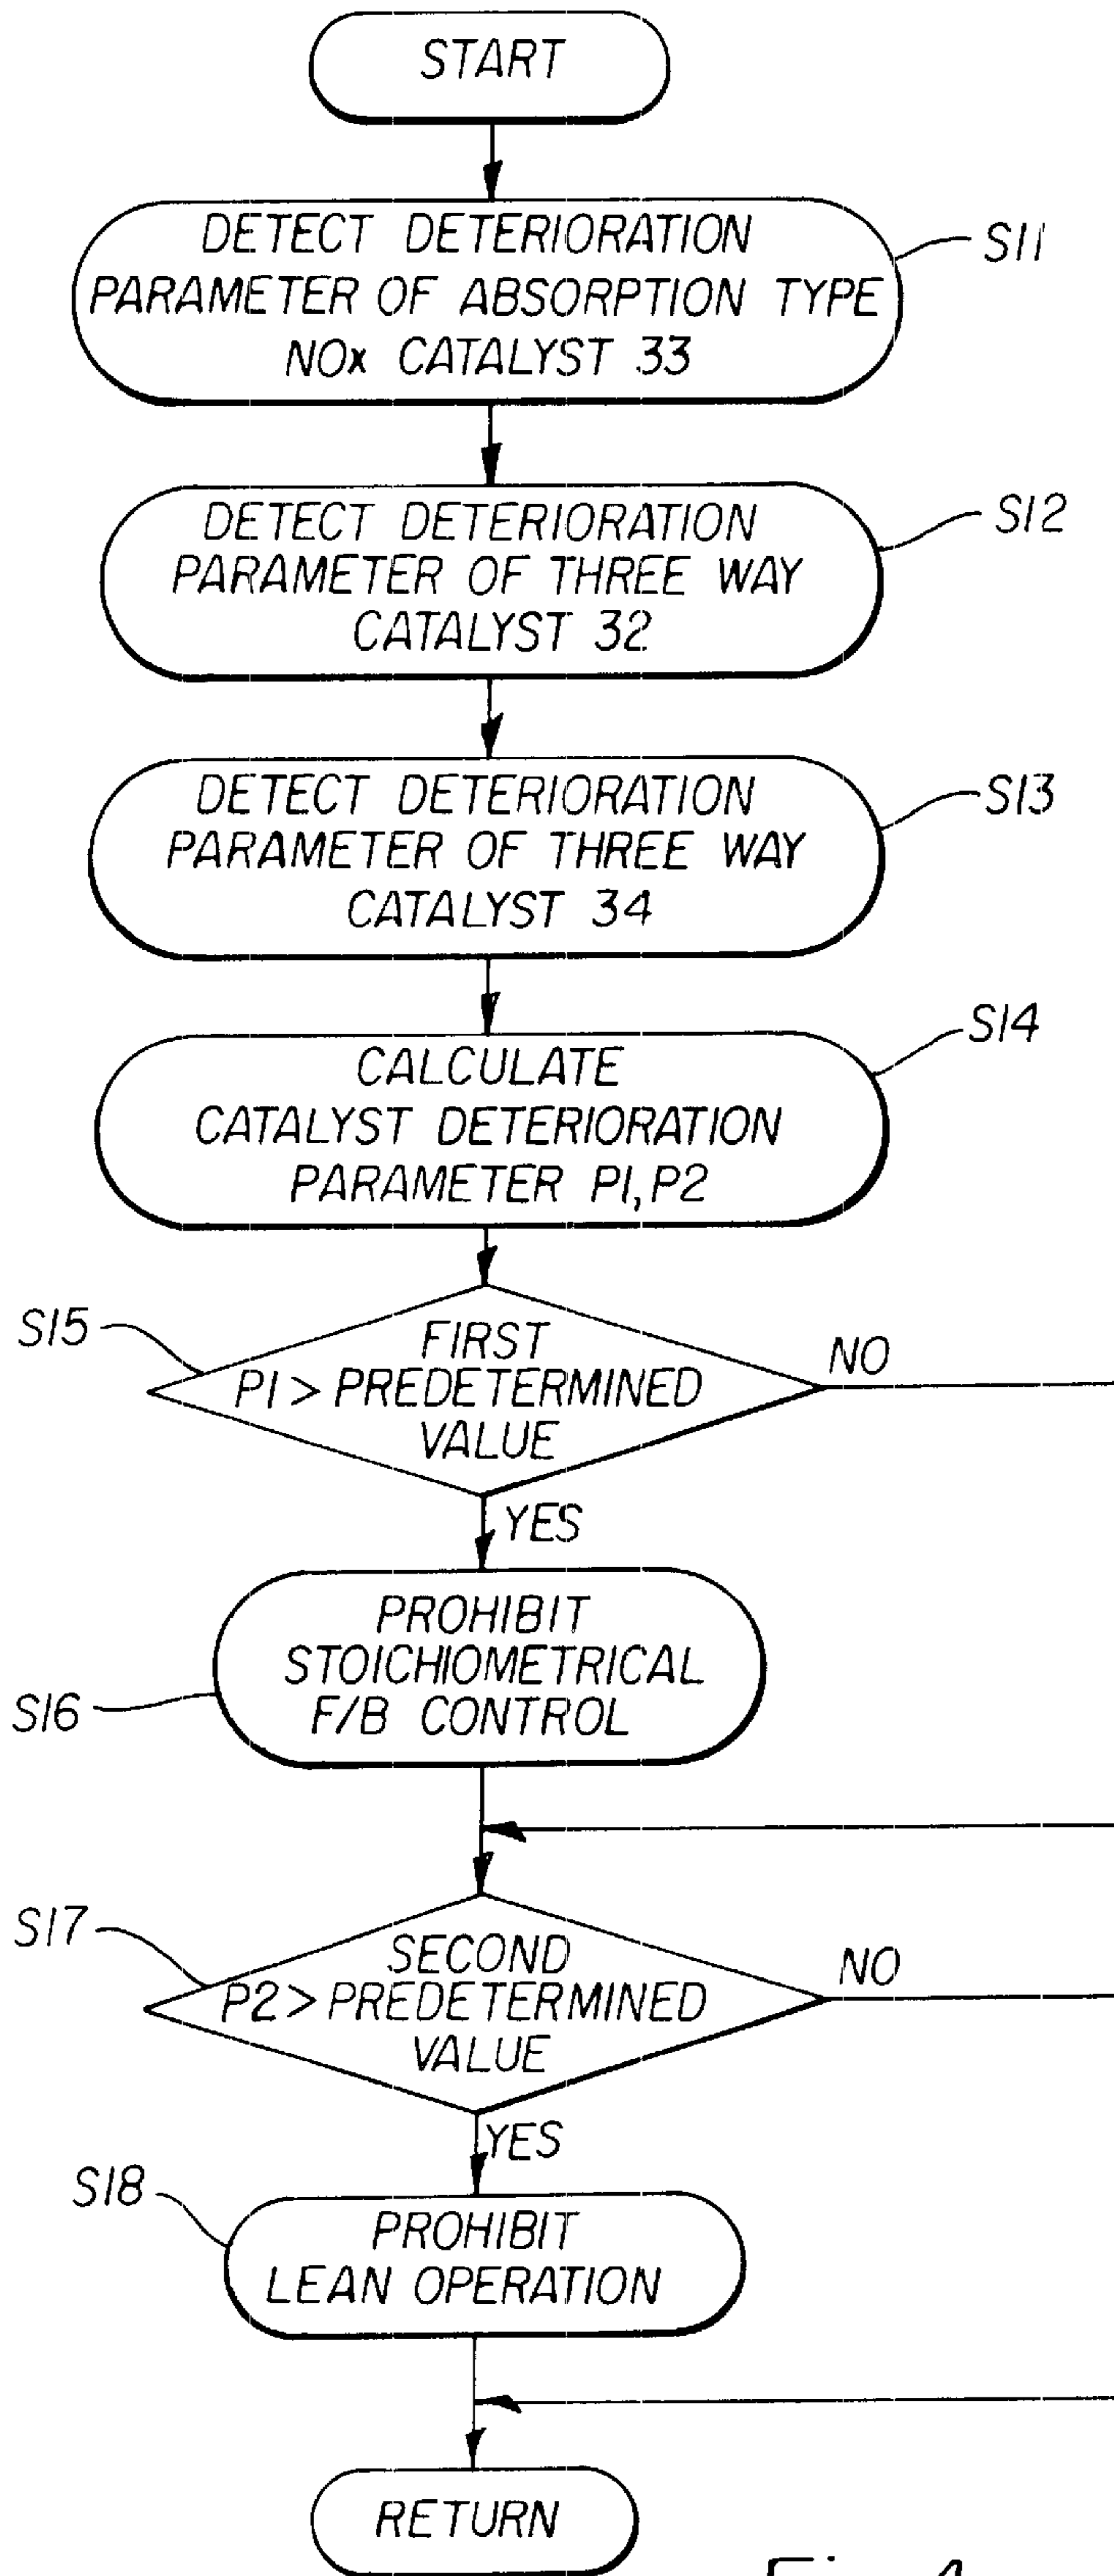 START
DETECT DETERIORATION
PARAMETER OF ABSORPTION TYPE
NOx CATALYST 33
S11
DETECT DETERIORATION
PARAMETER OF THREE WAY
CATALYST 32
S12
DETECT DETERIORATION
PARAMETER OF THREE WAY
CATALYST 34
S13
CALCULATE
CATALYST DETERIORATION
PARAMETER P1, P2
S14
S15
FIRST
P1 > PREDETERMINED
VALUE
NO
YES
PROHIBIT
STOICHIOMETRICAL
F/B CONTROL
S16
S17
SECOND
P2 > PREDETERMINED
VALUE
NO
YES
S18
PROHIBIT
LEAN OPERATION
RETURN